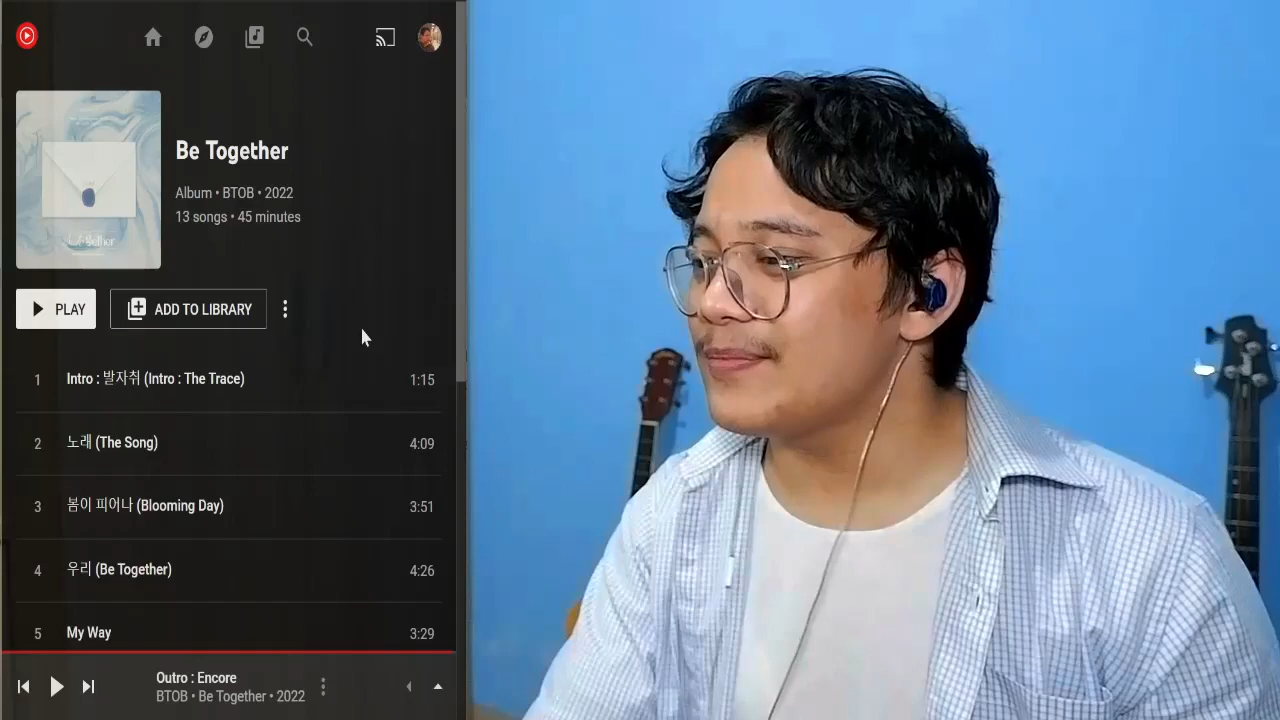 Be Together
Album • BTOB • 2022
13 songs • 45 minutes
PLAY
ADD TO LIBRARY
1 Intro : 발자취 (Intro : The Trace) 1:15
2 노래 (The Song) 4:09
3 봄이 피어나 (Blooming Day) 3:51
4 우리 (Be Together) 4:26
5 My Way 3:29
Outro : Encore
BTOB • Be Together • 2022